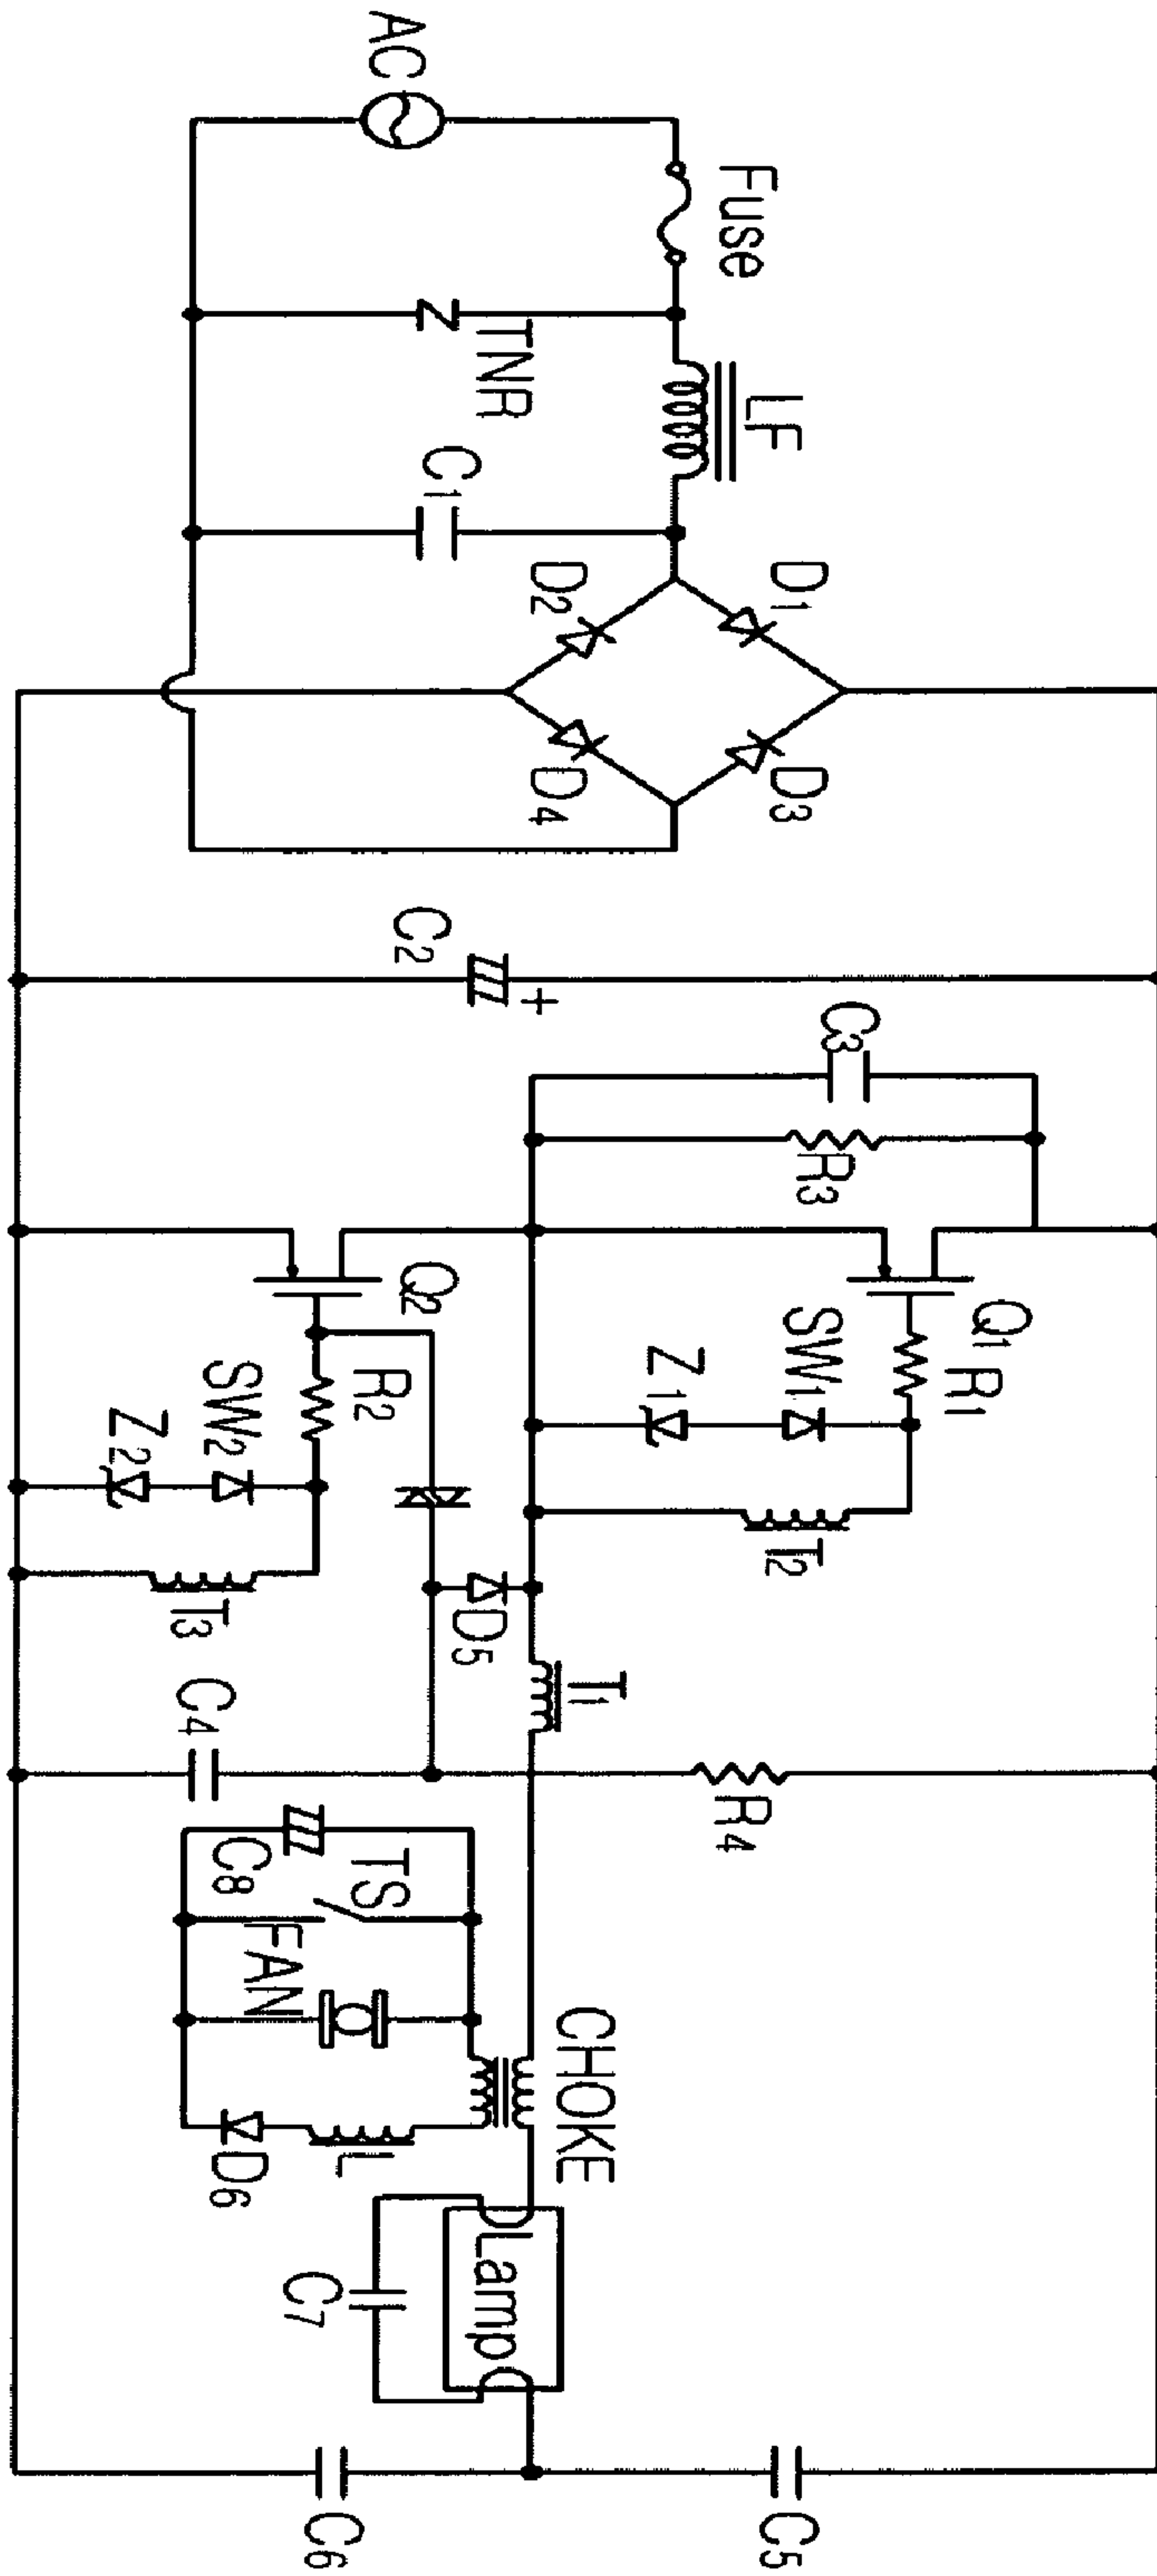 AC
Fuse
TNR
LF
C1
D1
D2
D3
D4
C2
+
C3
R3
Q1
R1
SW1
Z1
T2
Q2
R2
SW2
Z2
T3
D5
T1
C4
R4
C8
TS
FAN
CHOKE
L
D6
Lamp
C7
C5
C6